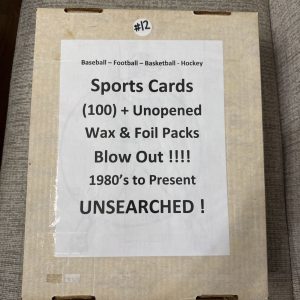 #12
Baseball – Football – Basketball - Hockey
Sports Cards
(100) + Unopened
Wax & Foil Packs
Blow Out !!!!
1980's to Present
UNSEARCHED !